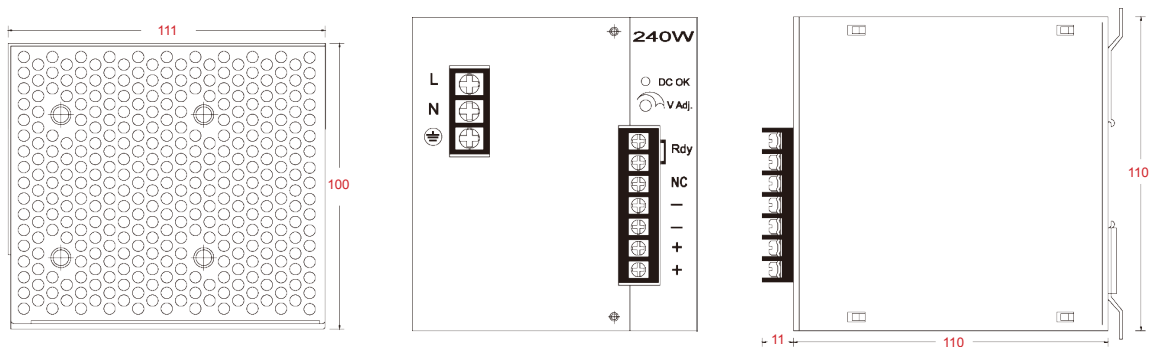 111
100
L
N
240W
DC OK
V Adj.
Rdy
NC
—
—
+
+
110
11
110